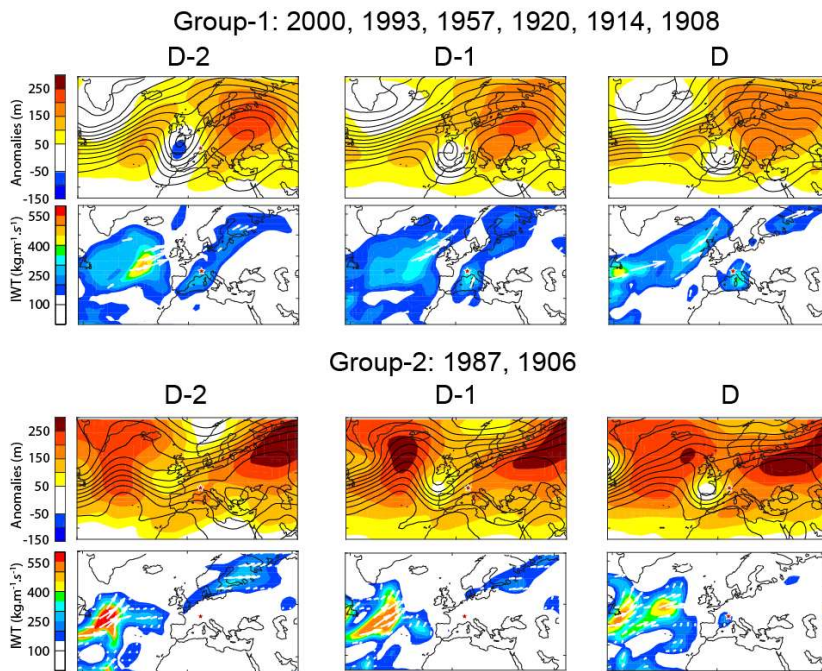 Group-1: 2000, 1993, 1957, 1920, 1914, 1908
D-2 D-1 D
Anomalies (m)
250
150
50
-50
-150
IWT (kg.m⁻¹.s⁻¹)
550
400
250
100
Group-2: 1987, 1906
D-2 D-1 D
Anomalies (m)
250
150
50
-50
-150
IWT (kg.m⁻¹.s⁻¹)
550
400
250
100